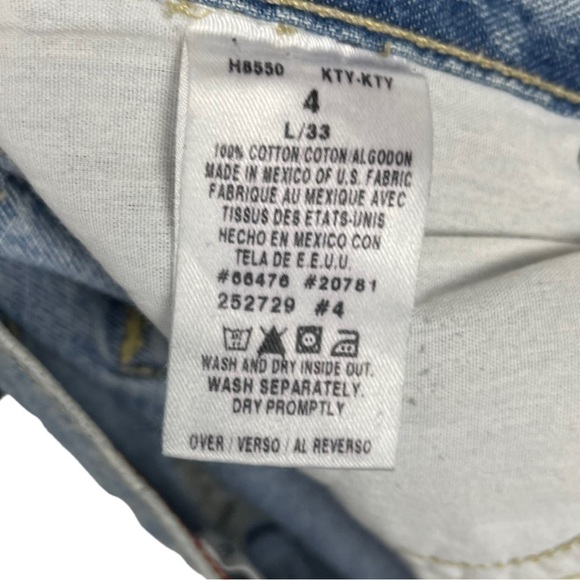 H8550 KTY-KTY
4
L/33
100% COTTON/COTON/ALGODON
MADE IN MEXICO OF U.S. FABRIC
FABRIQUE AU MEXIQUE AVEC
TISSUS DES ETATS-UNIS
HECHO EN MEXICO CON
TELA DE E.E.U.U.
#66476 #20781
252729 #4
WASH AND DRY INSIDE OUT.
WASH SEPARATELY.
DRY PROMPTLY
OVER / VERSO / AL REVERSO